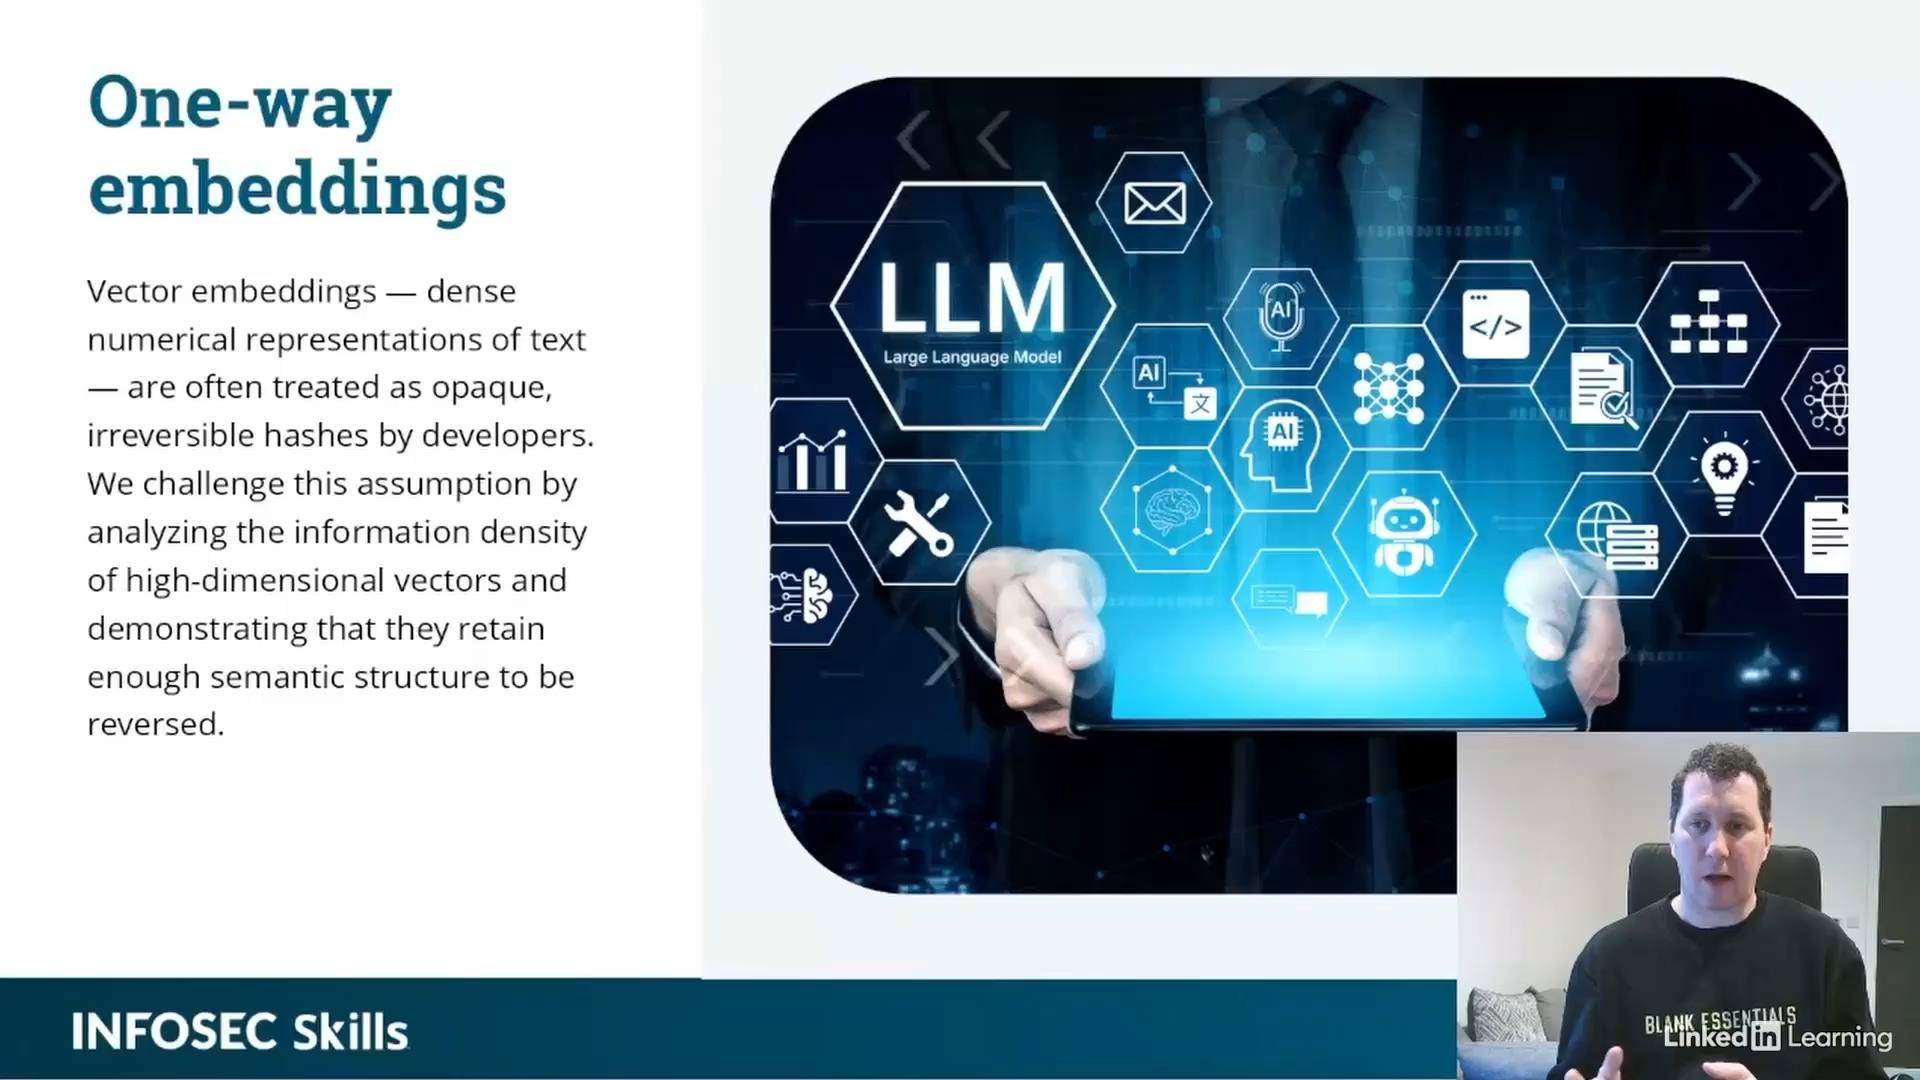 One-way
embeddings
Vector embeddings — dense
numerical representations of text
— are often treated as opaque,
irreversible hashes by developers.
We challenge this assumption by
analyzing the information density
of high-dimensional vectors and
demonstrating that they retain
enough semantic structure to be
reversed.
LLM
Large Language Model
AI
AI
文
</>
AI
INFOSEC Skills
BLANK ESSENTIALS
Linked in Learning